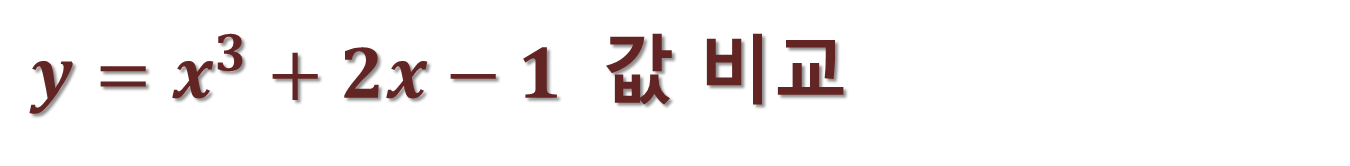 y = x³ + 2x − 1 값 비교